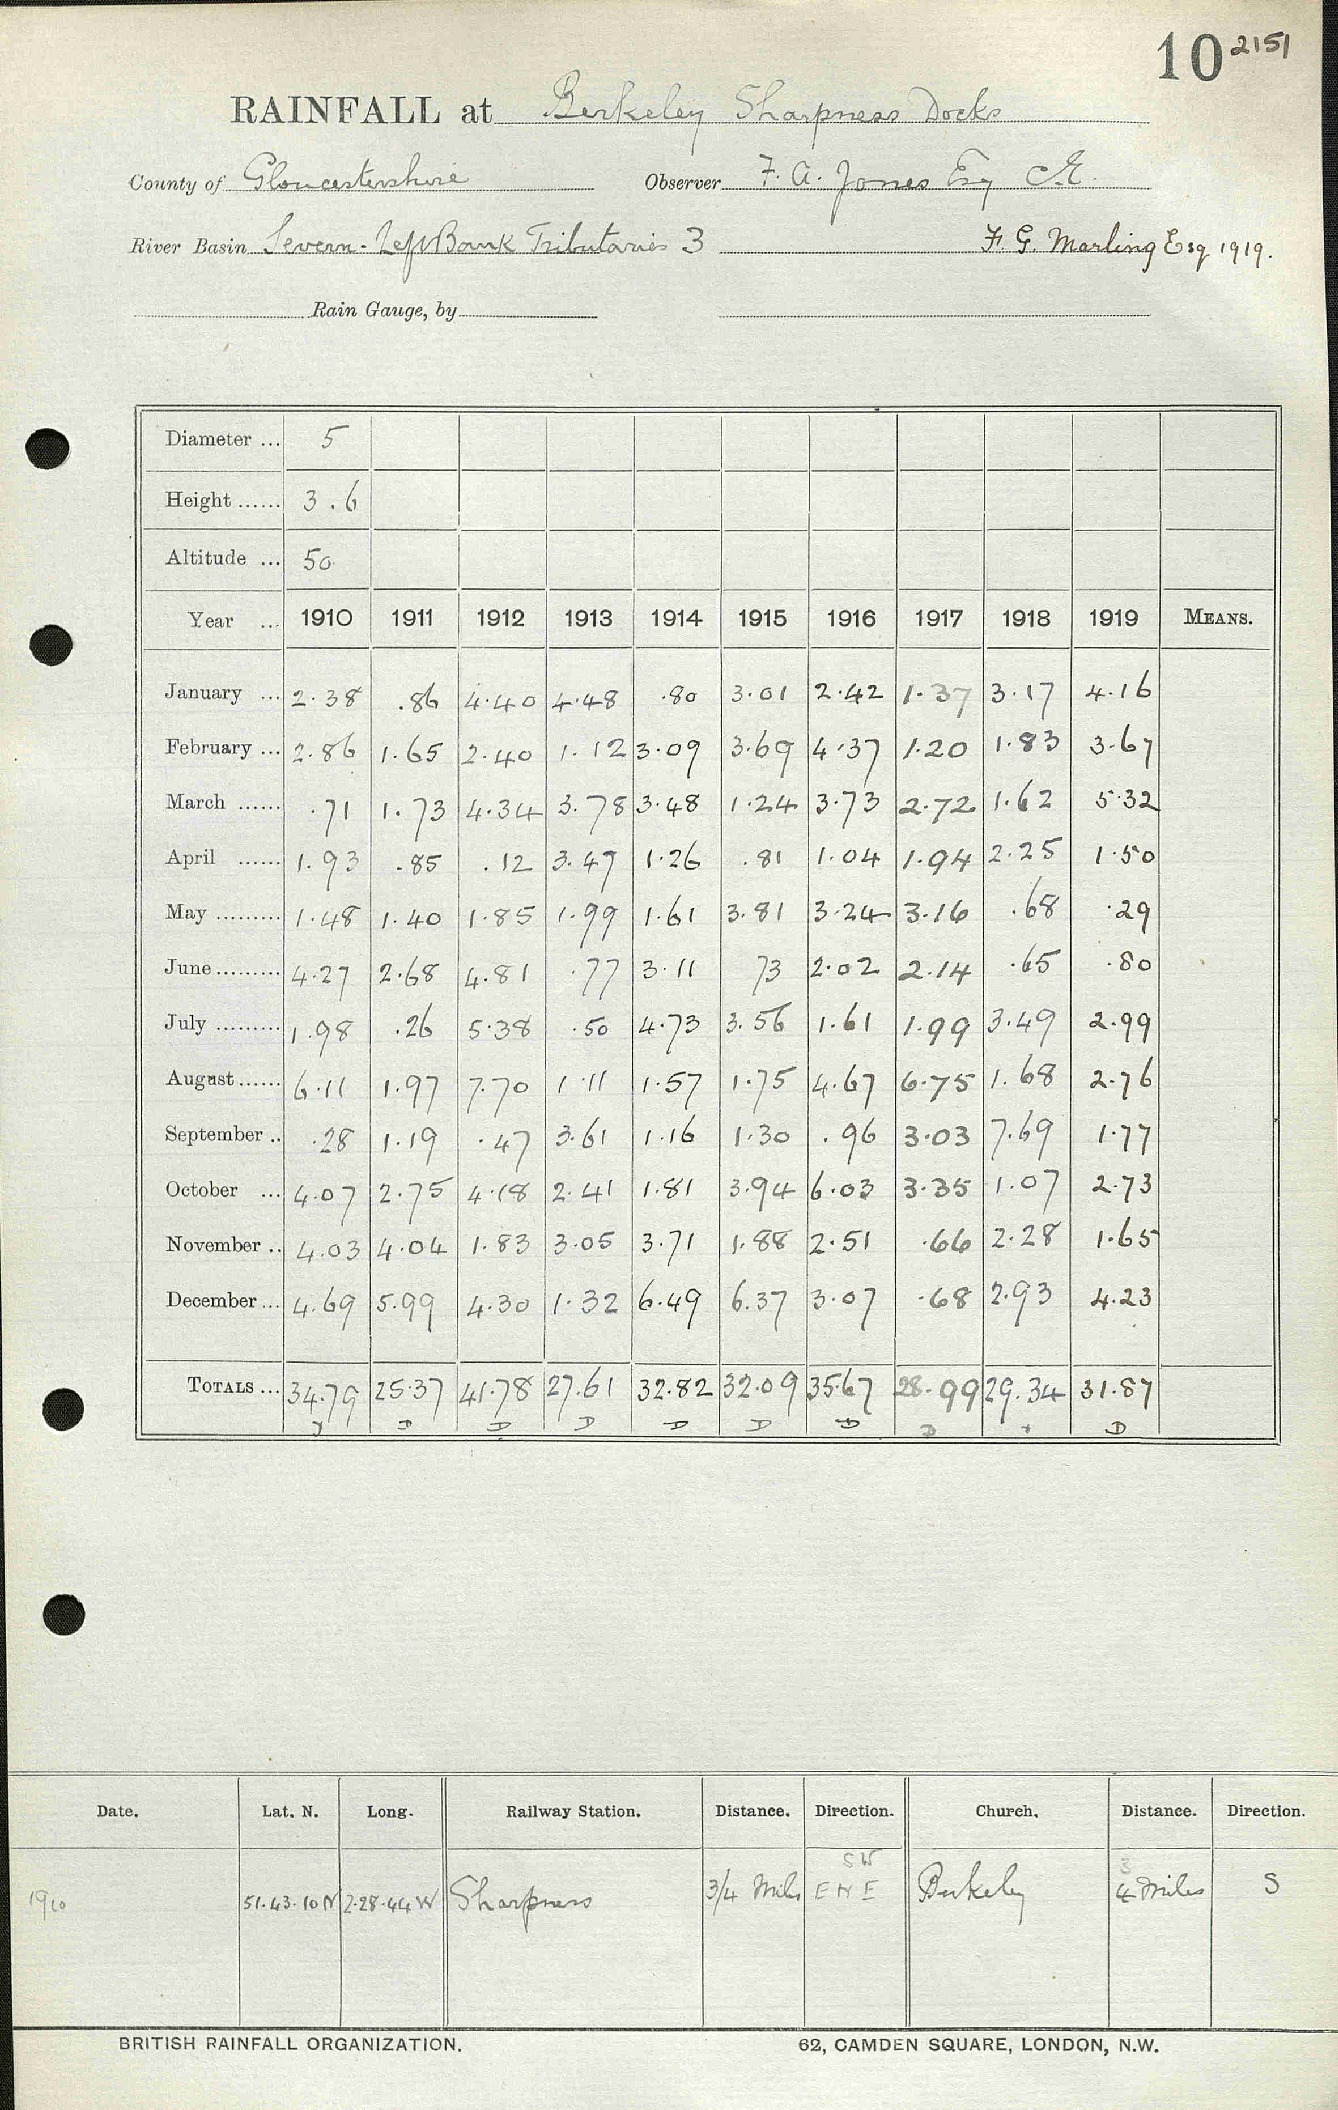 10 2151
RAINFALL at Berkeley Sharpness Docks
County of Gloucestershire Observer F. A. Jones Esq C.E.
River Basin Severn - Left Bank Tributaries 3 F. G. Marling Esq 1919.
Rain Gauge, by
Diameter ... 5
Height ...... 3.6
Altitude ... 50
Year ... 1910 1911 1912 1913 1914 1915 1916 1917 1918 1919 MEANS.
January ... 2.38 .86 4.40 4.48 .80 3.01 2.42 1.37 3.17 4.16
February ... 2.86 1.65 2.40 1.12 3.09 3.69 4.37 1.20 1.83 3.67
March ...... .71 1.73 4.34 3.78 3.48 1.24 3.73 2.72 1.62 5.32
April ...... 1.93 .85 .12 3.47 1.26 .81 1.04 1.94 2.25 1.50
May ......... 1.48 1.40 1.85 1.99 1.61 3.81 3.24 3.16 .68 .29
June ......... 4.27 2.68 4.81 .77 3.11 73 2.02 2.14 .65 .80
July ......... 1.98 .26 5.38 .50 4.73 3.56 1.61 1.99 3.49 2.99
August ...... 6.11 1.97 7.70 1.11 1.57 1.75 4.67 6.75 1.68 2.76
September .. .28 1.19 .47 3.61 1.16 1.30 .96 3.03 7.69 1.77
October ... 4.07 2.75 4.18 2.41 1.81 3.94 6.03 3.35 1.07 2.73
November .. 4.03 4.04 1.83 3.05 3.71 1.88 2.51 .66 2.28 1.65
December ... 4.69 5.99 4.30 1.32 6.49 6.37 3.07 .68 2.93 4.23
TOTALS ... 34.79 25.37 41.78 27.61 32.82 32.09 35.67 28.99 29.34 31.87
D D D D D D D D D
Date. Lat. N. Long. Railway Station. Distance. Direction. Church. Distance. Direction.
SW 3
1910 51.43.10 N 2.28.44 W Sharpness 3/4 Mile E N E Berkeley 4 miles S
BRITISH RAINFALL ORGANIZATION. 62, CAMDEN SQUARE, LONDON, N.W.